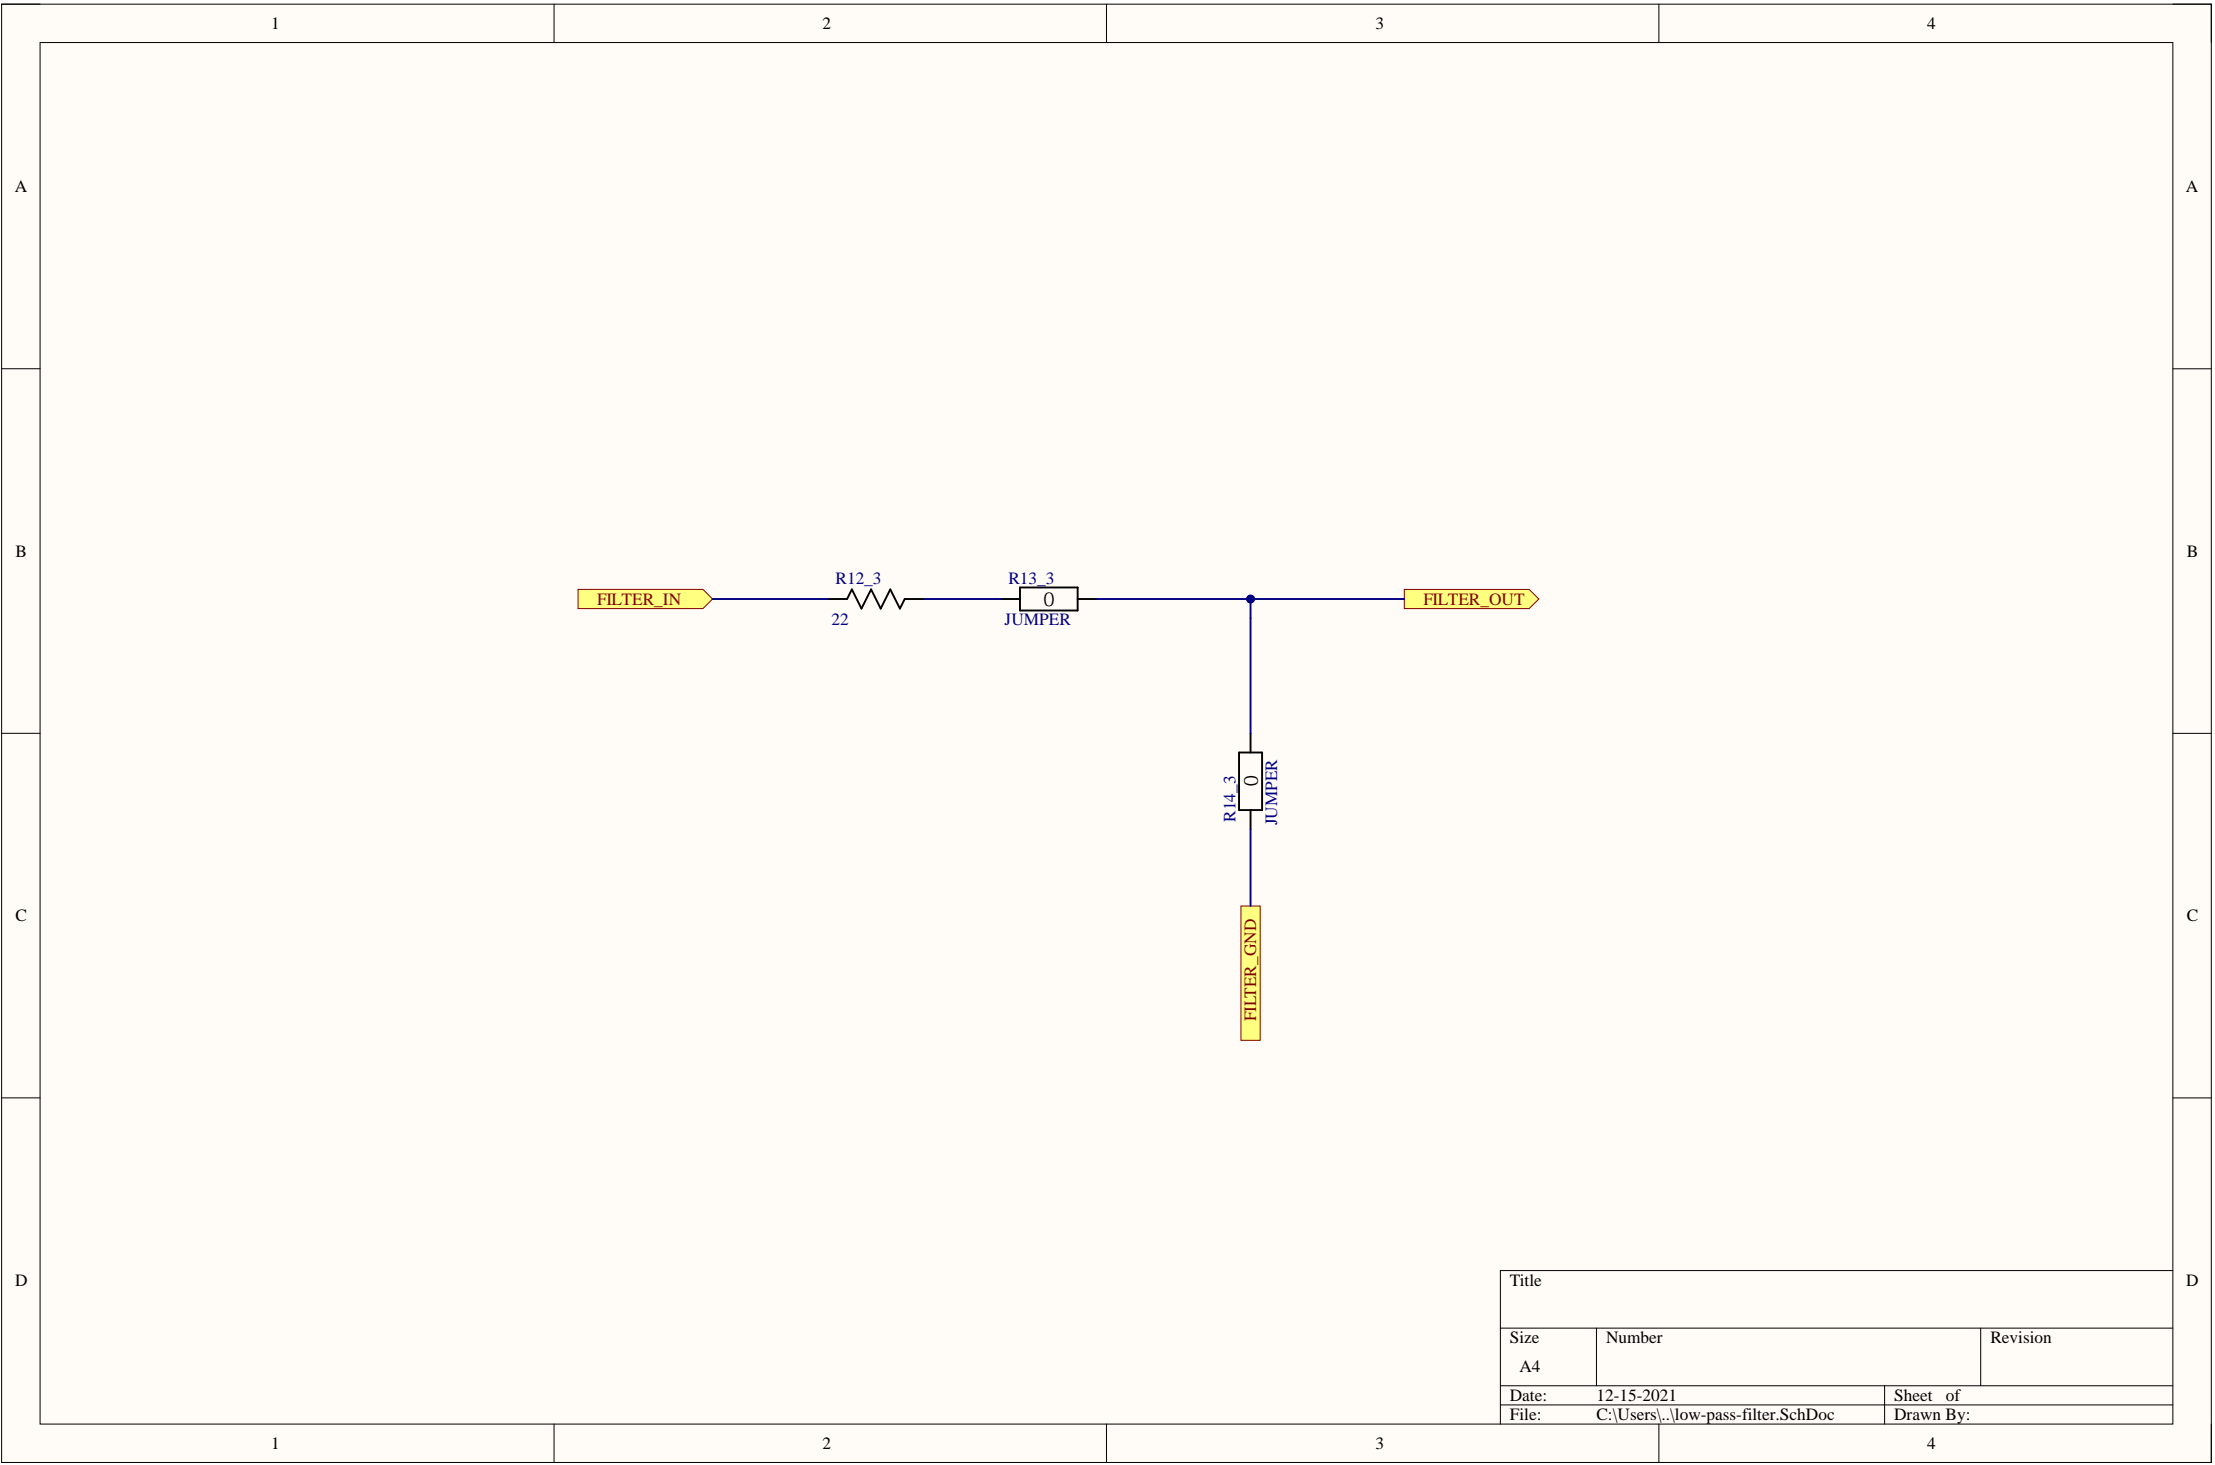 1
2
3
4
A
A
B
B
R12_3
R13_3
FILTER_IN
0
FILTER_OUT
22
JUMPER
R14_3
0
JUMPER
C
C
FILTER_GND
D
D
Title
Size
Number
Revision
A4
Date:
12-15-2021
Sheet of
File:
C:\Users\..\low-pass-filter.SchDoc
Drawn By:
1
2
3
4